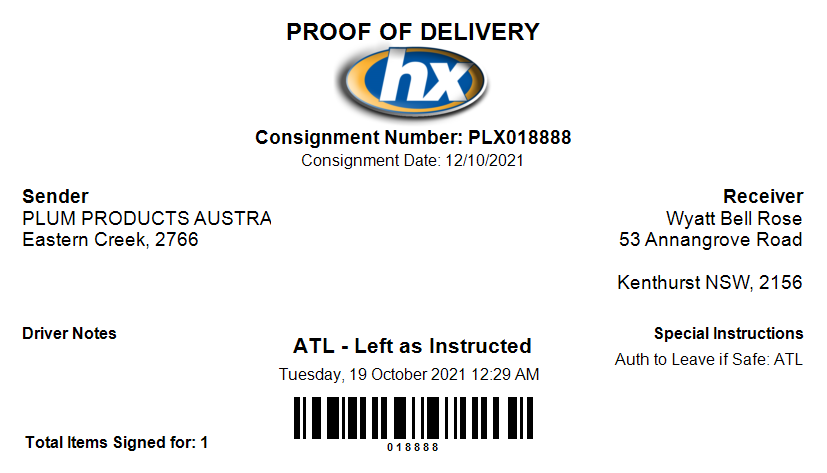 PROOF OF DELIVERY
hx
Consignment Number: PLX018888
Consignment Date: 12/10/2021
Sender
PLUM PRODUCTS AUSTRA
Eastern Creek, 2766
Receiver
Wyatt Bell Rose
53 Annangrove Road
Kenthurst NSW, 2156
Driver Notes
ATL - Left as Instructed
Tuesday, 19 October 2021 12:29 AM
Special Instructions
Auth to Leave if Safe: ATL
018888
Total Items Signed for: 1